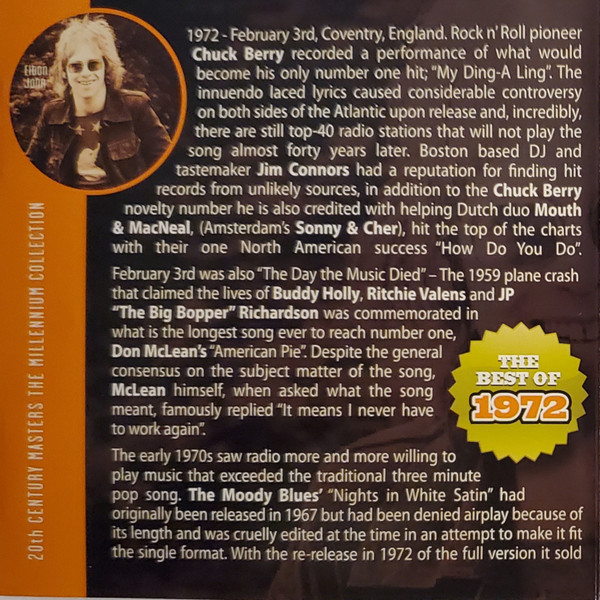 Elton
John
1972 - February 3rd, Coventry, England. Rock n' Roll pioneer
Chuck Berry recorded a performance of what would
become his only number one hit; "My Ding-A Ling". The
innuendo laced lyrics caused considerable controversy
on both sides of the Atlantic upon release and, incredibly,
there are still top-40 radio stations that will not play the
song almost forty years later. Boston based DJ and
tastemaker Jim Connors had a reputation for finding hit
records from unlikely sources, in addition to the Chuck Berry
novelty number he is also credited with helping Dutch duo Mouth
& MacNeal, (Amsterdam's Sonny & Cher), hit the top of the charts
with their one North American success "How Do You Do".
February 3rd was also "The Day the Music Died" – The 1959 plane crash
that claimed the lives of Buddy Holly, Ritchie Valens and JP
"The Big Bopper" Richardson was commemorated in
what is the longest song ever to reach number one,
Don McLean's "American Pie". Despite the general
consensus on the subject matter of the song,
McLean himself, when asked what the song
meant, famously replied "It means I never have
to work again".
The early 1970s saw radio more and more willing to
play music that exceeded the traditional three minute
pop song. The Moody Blues' "Nights in White Satin" had
originally been released in 1967 but had been denied airplay because of
its length and was cruelly edited at the time in an attempt to make it fit
the single format. With the re-release in 1972 of the full version it sold
THE
BEST OF
1972
20th CENTURY MASTERS THE MILLENNIUM COLLECTION